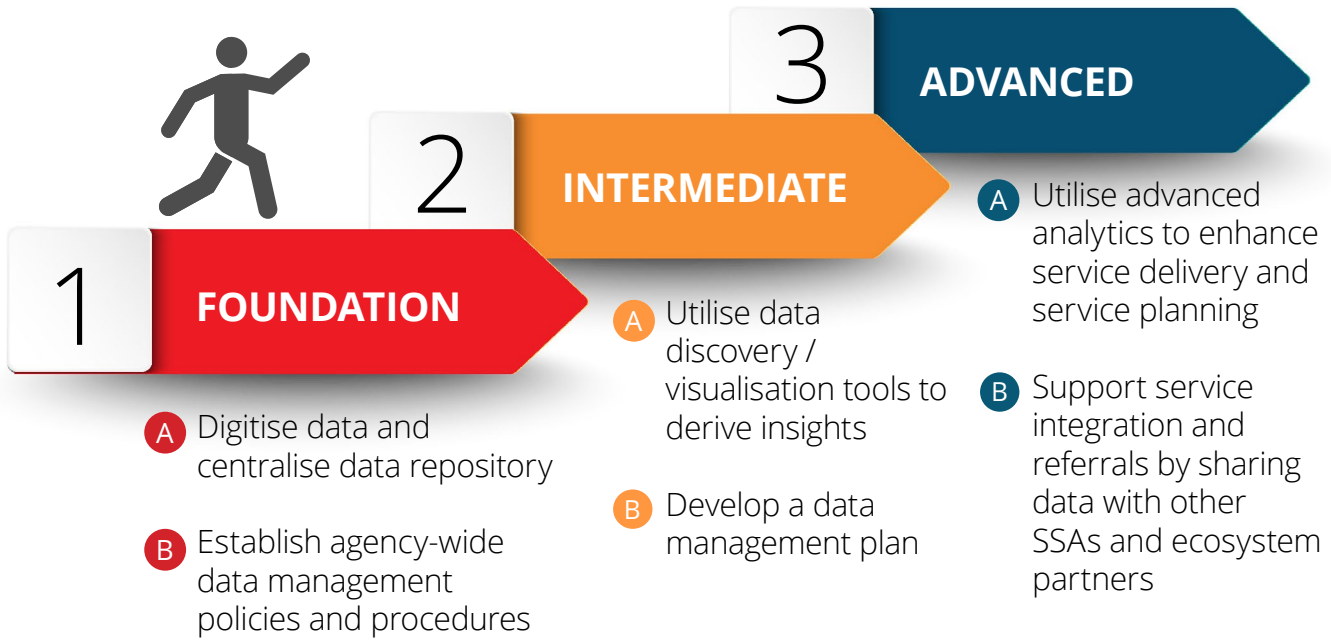 1
FOUNDATION
A
Digitise data and
centralise data repository
B
Establish agency-wide
data management
policies and procedures
2
INTERMEDIATE
A
Utilise data
discovery /
visualisation tools to
derive insights
B
Develop a data
management plan
3
ADVANCED
A
Utilise advanced
analytics to enhance
service delivery and
service planning
B
Support service
integration and
referrals by sharing
data with other
SSAs and ecosystem
partners